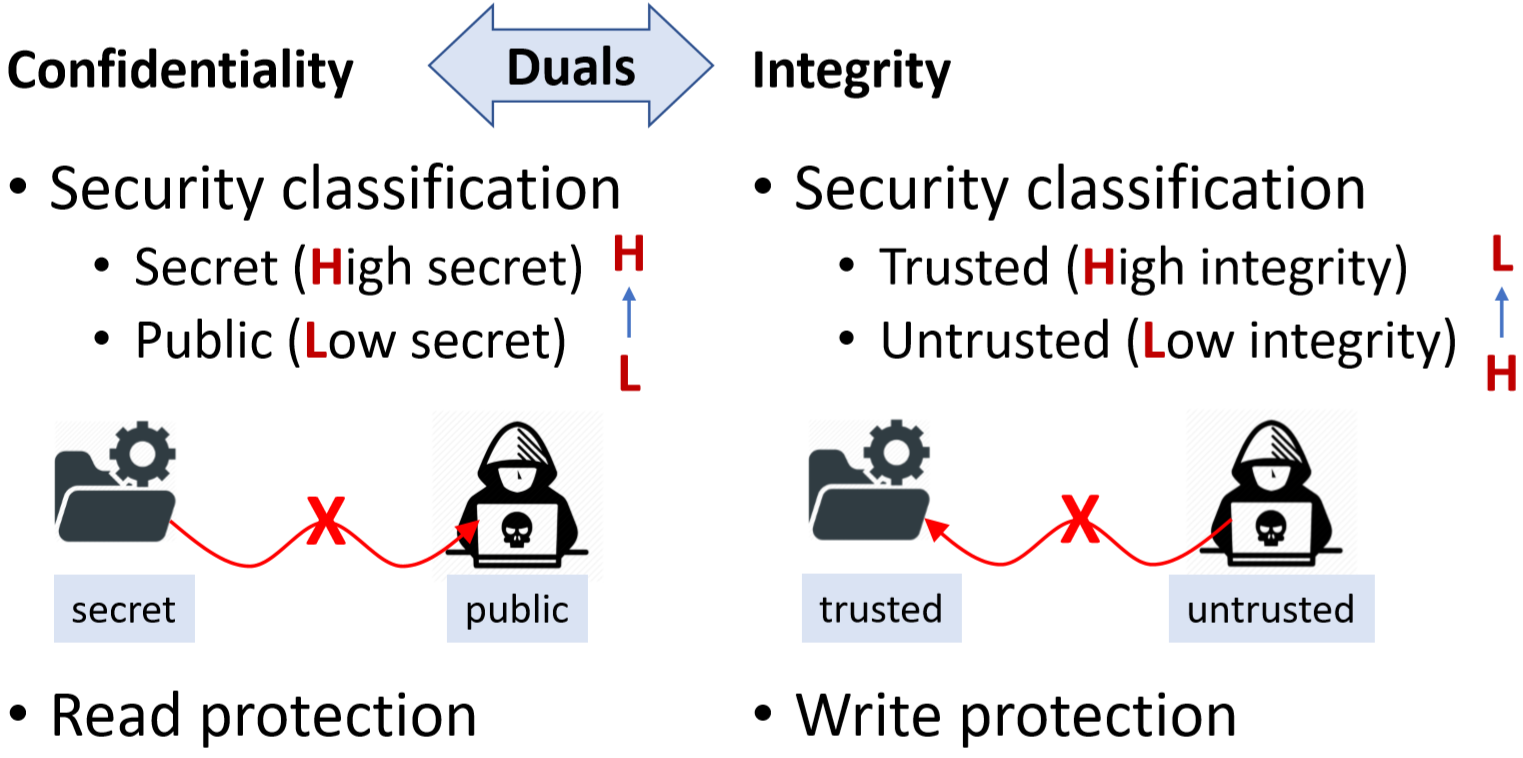 Confidentiality
Duals
Integrity
• Security classification
• Secret (High secret)
• Public (Low secret)
H
L
• Security classification
• Trusted (High integrity)
• Untrusted (Low integrity)
L
H
X
secret
public
X
trusted
untrusted
• Read protection
• Write protection